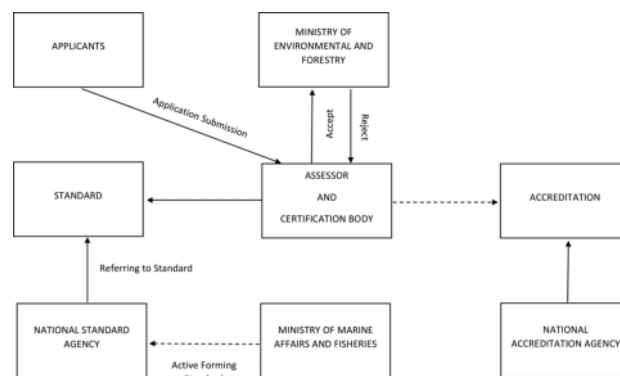 APPLICANTS
MINISTRY OF
ENVIRONMENTAL AND
FORESTRY
Application Submission
Accept
Reject
STANDARD
ASSESSOR
AND
CERTIFICATION BODY
ACCREDITATION
Referring to Standard
NATIONAL STANDARD
AGENCY
MINISTRY OF MARINE
AFFAIRS AND FISHERIES
NATIONAL
ACCREDITATION AGENCY
Active Forming